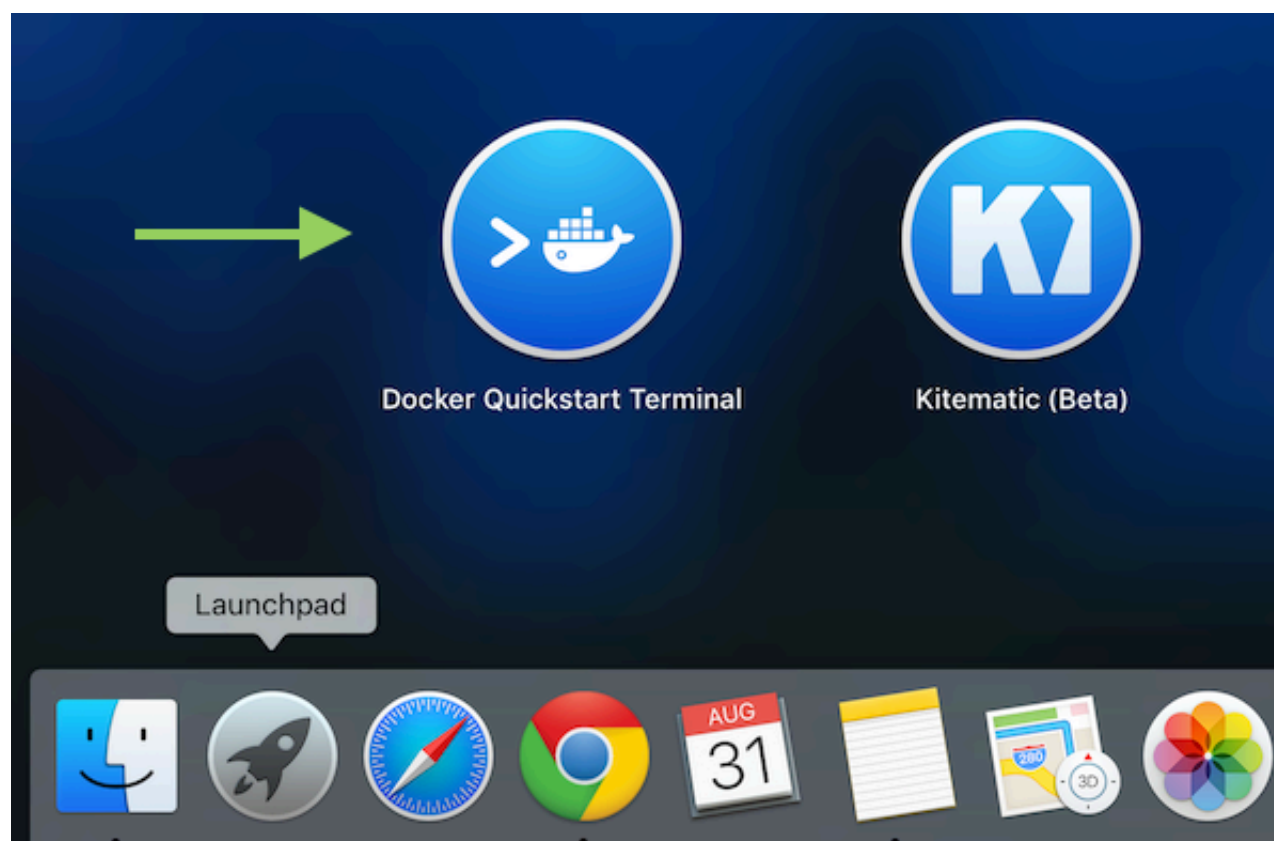 Docker Quickstart Terminal
Kitematic (Beta)
Launchpad
AUG
31
280
3D